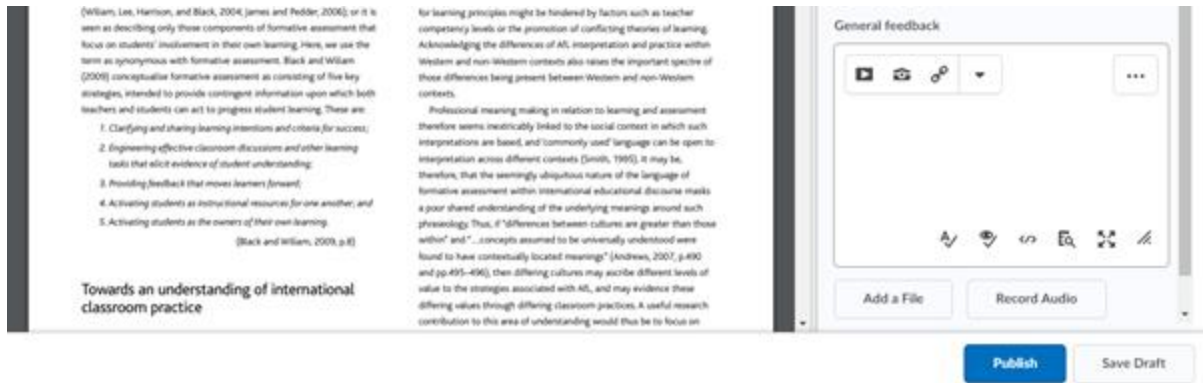 (Wiliam, Lee, Harrison, and Black, 2004; James and Pedder, 2006); or it is
seen as describing only those components of formative assessment that
focus on students' involvement in their own learning. Here, we use the
term as synonymous with formative assessment. Black and Wiliam
(2009) conceptualise formative assessment as consisting of five key
strategies, intended to provide contingent information upon which both
teachers and students can act to progress student learning. These are:
1. Clarifying and sharing learning intentions and criteria for success;
2. Engineering effective classroom discussions and other learning
tasks that elicit evidence of student understanding;
3. Providing feedback that moves learners forward;
4. Activating students as instructional resources for one another; and
5. Activating students as the owners of their own learning.
(Black and Wiliam, 2009, p.8)
Towards an understanding of international
classroom practice
for learning principles might be hindered by factors such as teacher
competency levels or the promotion of conflicting theories of learning.
Acknowledging the differences of AfL interpretation and practice within
Western and non-Western contexts also raises the important spectre of
those differences being present between Western and non-Western
contexts.
Professional meaning making in relation to learning and assessment
therefore seems inextricably linked to the social context in which such
interpretations are based, and 'commonly used' language can be open to
interpretation across different contexts (Smith, 1995). It may be,
therefore, that the seemingly ubiquitous nature of the language of
formative assessment within international educational discourse masks
a poor shared understanding of the underlying meanings around such
phraseology. Thus, if "differences between cultures are greater than those
within" and "...concepts assumed to be universally understood were
found to have contextually located meanings" (Andrews, 2007, p.490
and pp.495–496), then differing cultures may ascribe different levels of
value to the strategies associated with AfL, and may evidence these
differing values through differing classroom practices. A useful research
contribution to this area of understanding would thus be to focus on
General feedback
Add a File
Record Audio
Publish
Save Draft